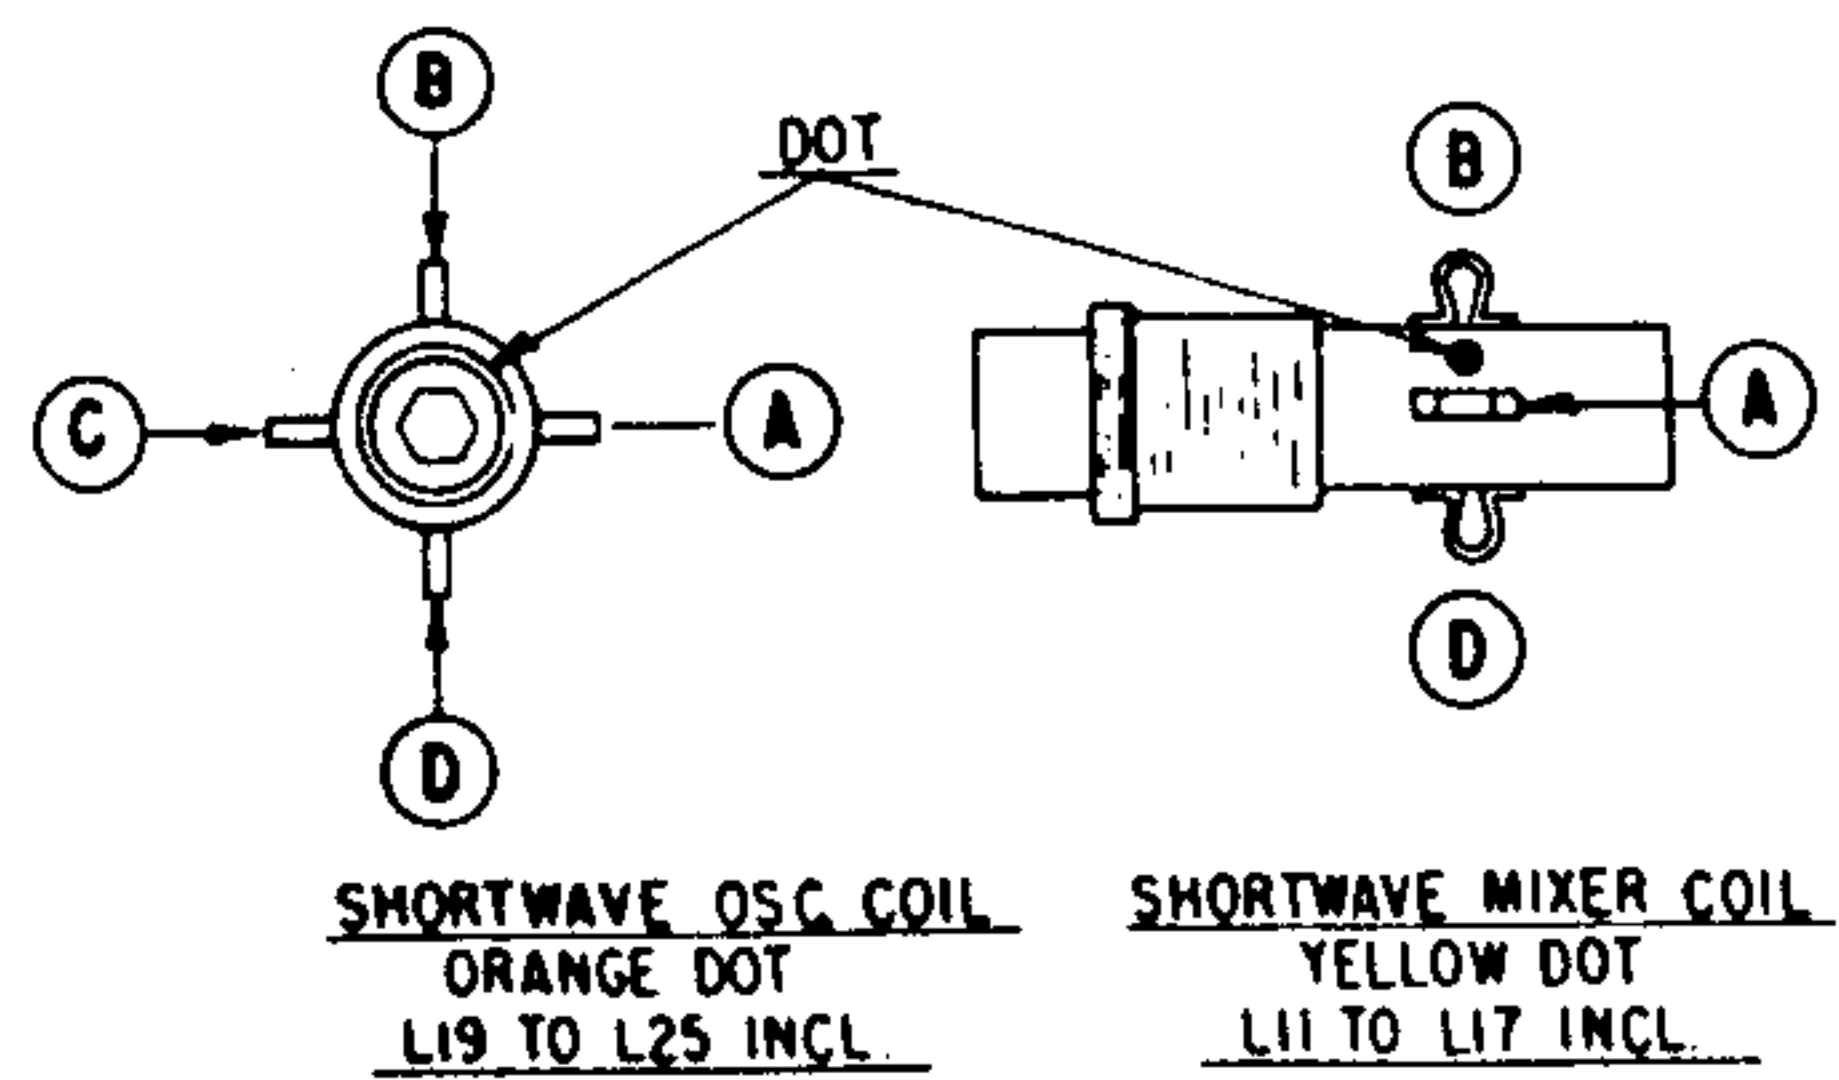 B
DOT
B
C
A
A
D
D
SHORTWAVE OSC COIL
ORANGE DOT
L19 TO L25 INCL.
SHORTWAVE MIXER COIL
YELLOW DOT
L11 TO L17 INCL.